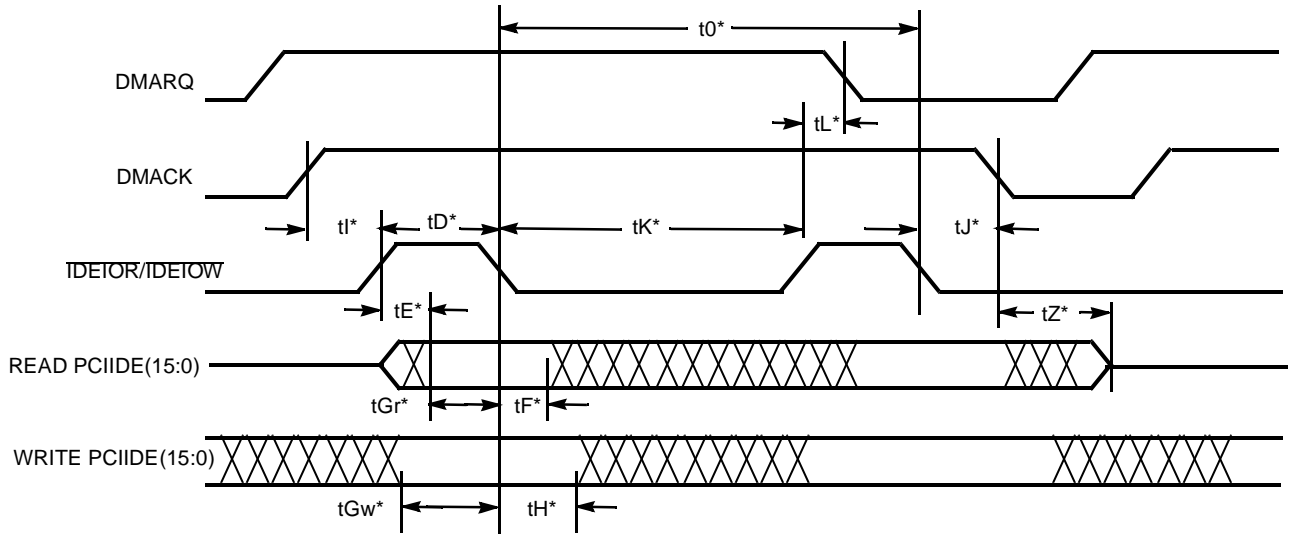 t0*
DMARQ
tL*
DMACK
tI* tD* tK* tJ*
IDEIOR/IDEIOW
tE* tZ*
READ PCIIDE(15:0)
tGr* tF*
WRITE PCIIDE(15:0)
tGw* tH*